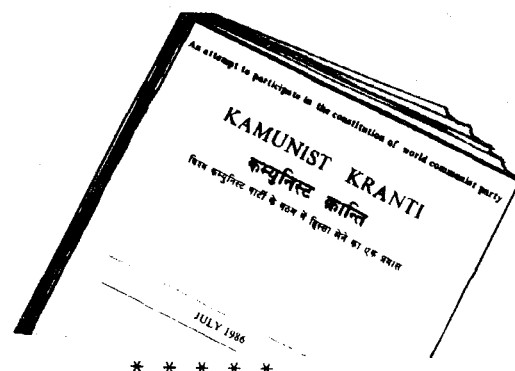 An attempt to participate in the constitution of world communist party
KAMUNIST KRANTI
कम्युनिस्ट क्रान्ति
विश्व कम्युनिस्ट पार्टी के गठन में हिस्सा लेने का एक प्रयास
JULY 1986
* * * * *